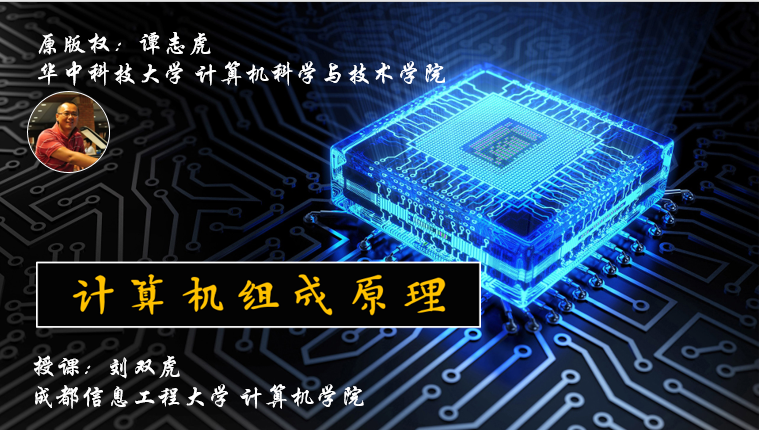 原版权：谭志虎
华中科技大学 计算机科学与技术学院
计算机组成原理
授课：刘双虎
成都信息工程大学 计算机学院